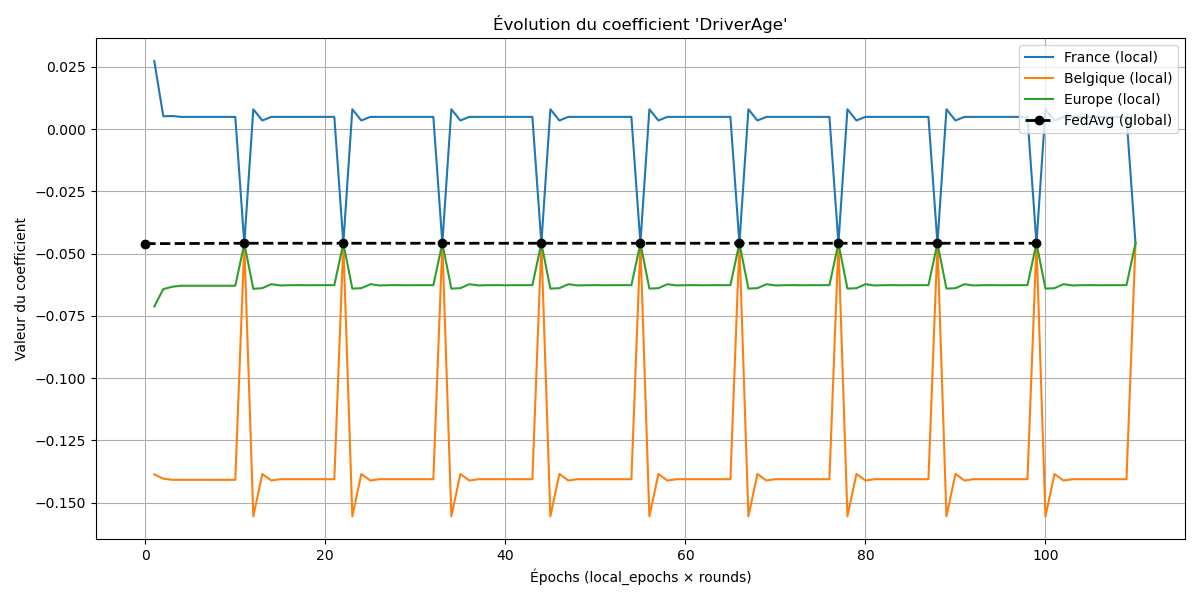 Évolution du coefficient 'DriverAge'
Valeur du coefficient
0.025
0.000
−0.025
−0.050
−0.075
−0.100
−0.125
−0.150
France (local)
Belgique (local)
Europe (local)
FedAvg (global)
0
20
40
60
80
100
Épochs (local_epochs × rounds)